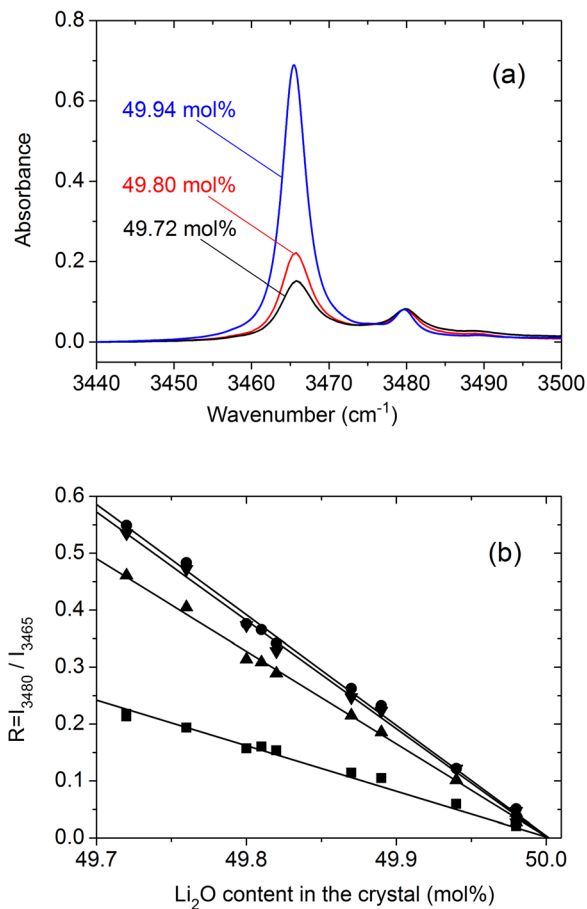 (a)
0.8
0.6
0.4
0.2
0.0
Absorbance
49.94 mol%
49.80 mol%
49.72 mol%
3440 3450 3460 3470 3480 3490 3500
Wavenumber (cm⁻¹)
(b)
0.6
0.5
0.4
0.3
0.2
0.1
0.0
R=I₃₄₈₀ / I₃₄₆₅
49.7 49.8 49.9 50.0
Li₂O content in the crystal (mol%)